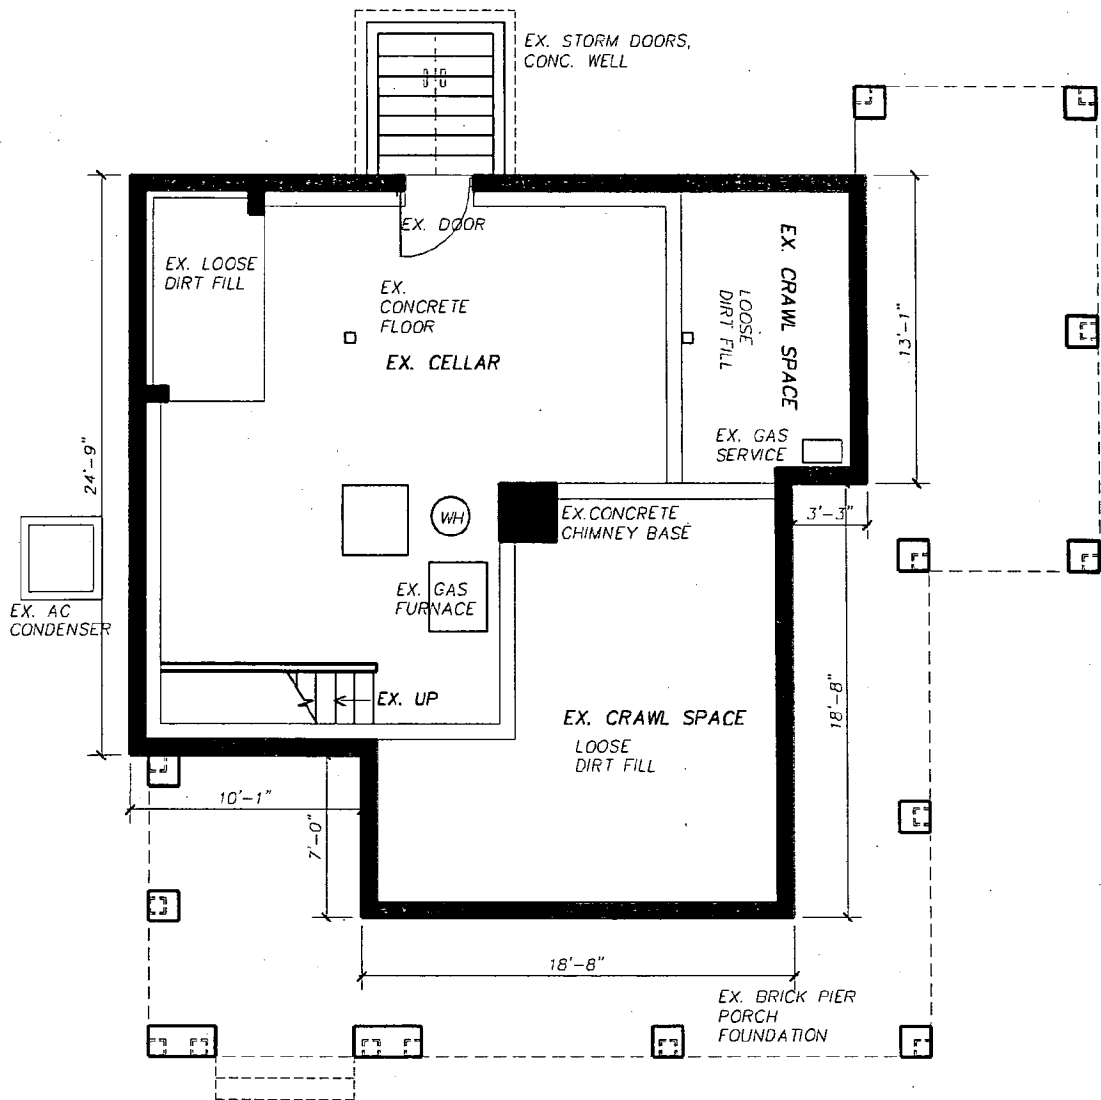 EX. STORM DOORS,
CONC. WELL
EX. DOOR
EX. LOOSE
DIRT FILL
EX.
CONCRETE
FLOOR
EX. CELLAR
EX. CRAWL SPACE
LOOSE
DIRT FILL
13'-1"
EX. GAS
SERVICE
24'-9"
3'-3"
WH
EX.CONCRETE
CHIMNEY BASE
EX. GAS
FURNACE
EX. AC
CONDENSER
EX. UP
EX. CRAWL SPACE
LOOSE
DIRT FILL
18'-8"
10'-1"
7'-0"
18'-8"
EX. BRICK PIER
PORCH
FOUNDATION